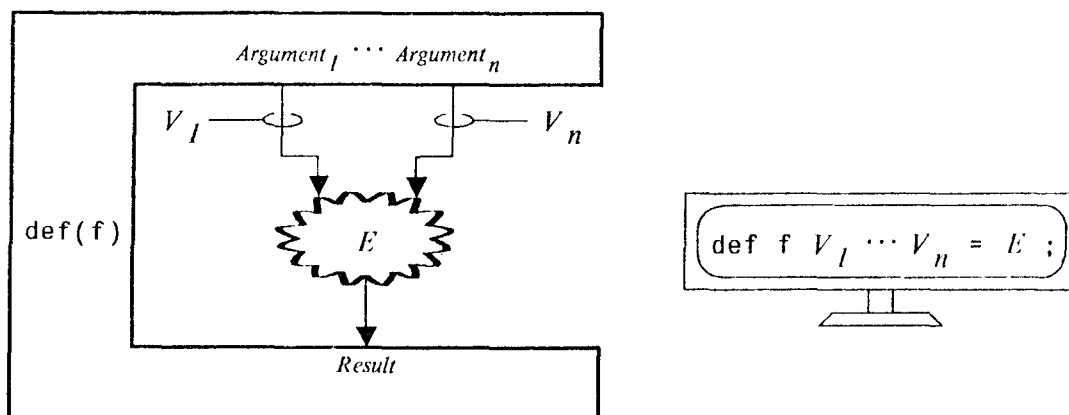 Argument₁ ⋯ Argumentₙ
V₁ Vₙ
def(f)
E
Result
def f V₁ ⋯ Vₙ = E ;